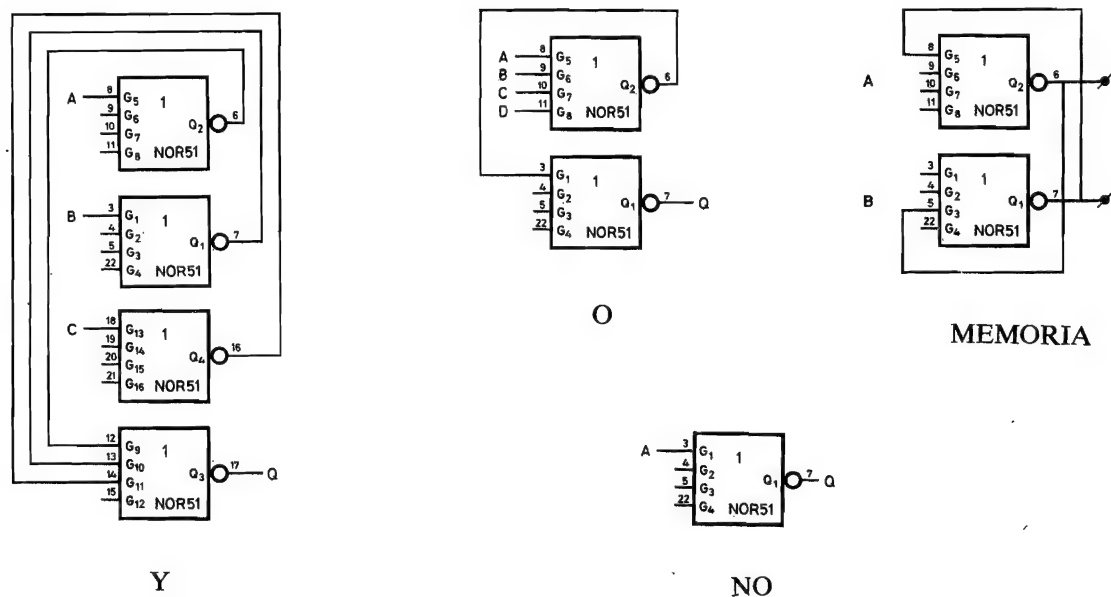 A 8 G5 1
9 G6
10 G7 Q2 6
11 G8 NOR51
B 3 G1 1
4 G2
5 G3 Q1 7
22 G4 NOR51
C 18 G13 1
19 G14
20 G15 Q4 16
21 G16 NOR51
12 G9 1
13 G10
14 G11 Q3 17 Q
15 G12 NOR51
Y
A 8 G5 1
B 9 G6
C 10 G7 Q2 6
D 11 G8 NOR51
3 G1 1
4 G2
5 G3 Q1 7 Q
22 G4 NOR51
O
8 G5 1
A 9 G6
10 G7 Q2 6
11 G8 NOR51
3 G1 1
4 G2
B 5 G3 Q1 7
22 G4 NOR51
MEMORIA
A 3 G1 1
4 G2
5 G3 Q1 7 Q
22 G4 NOR51
NO